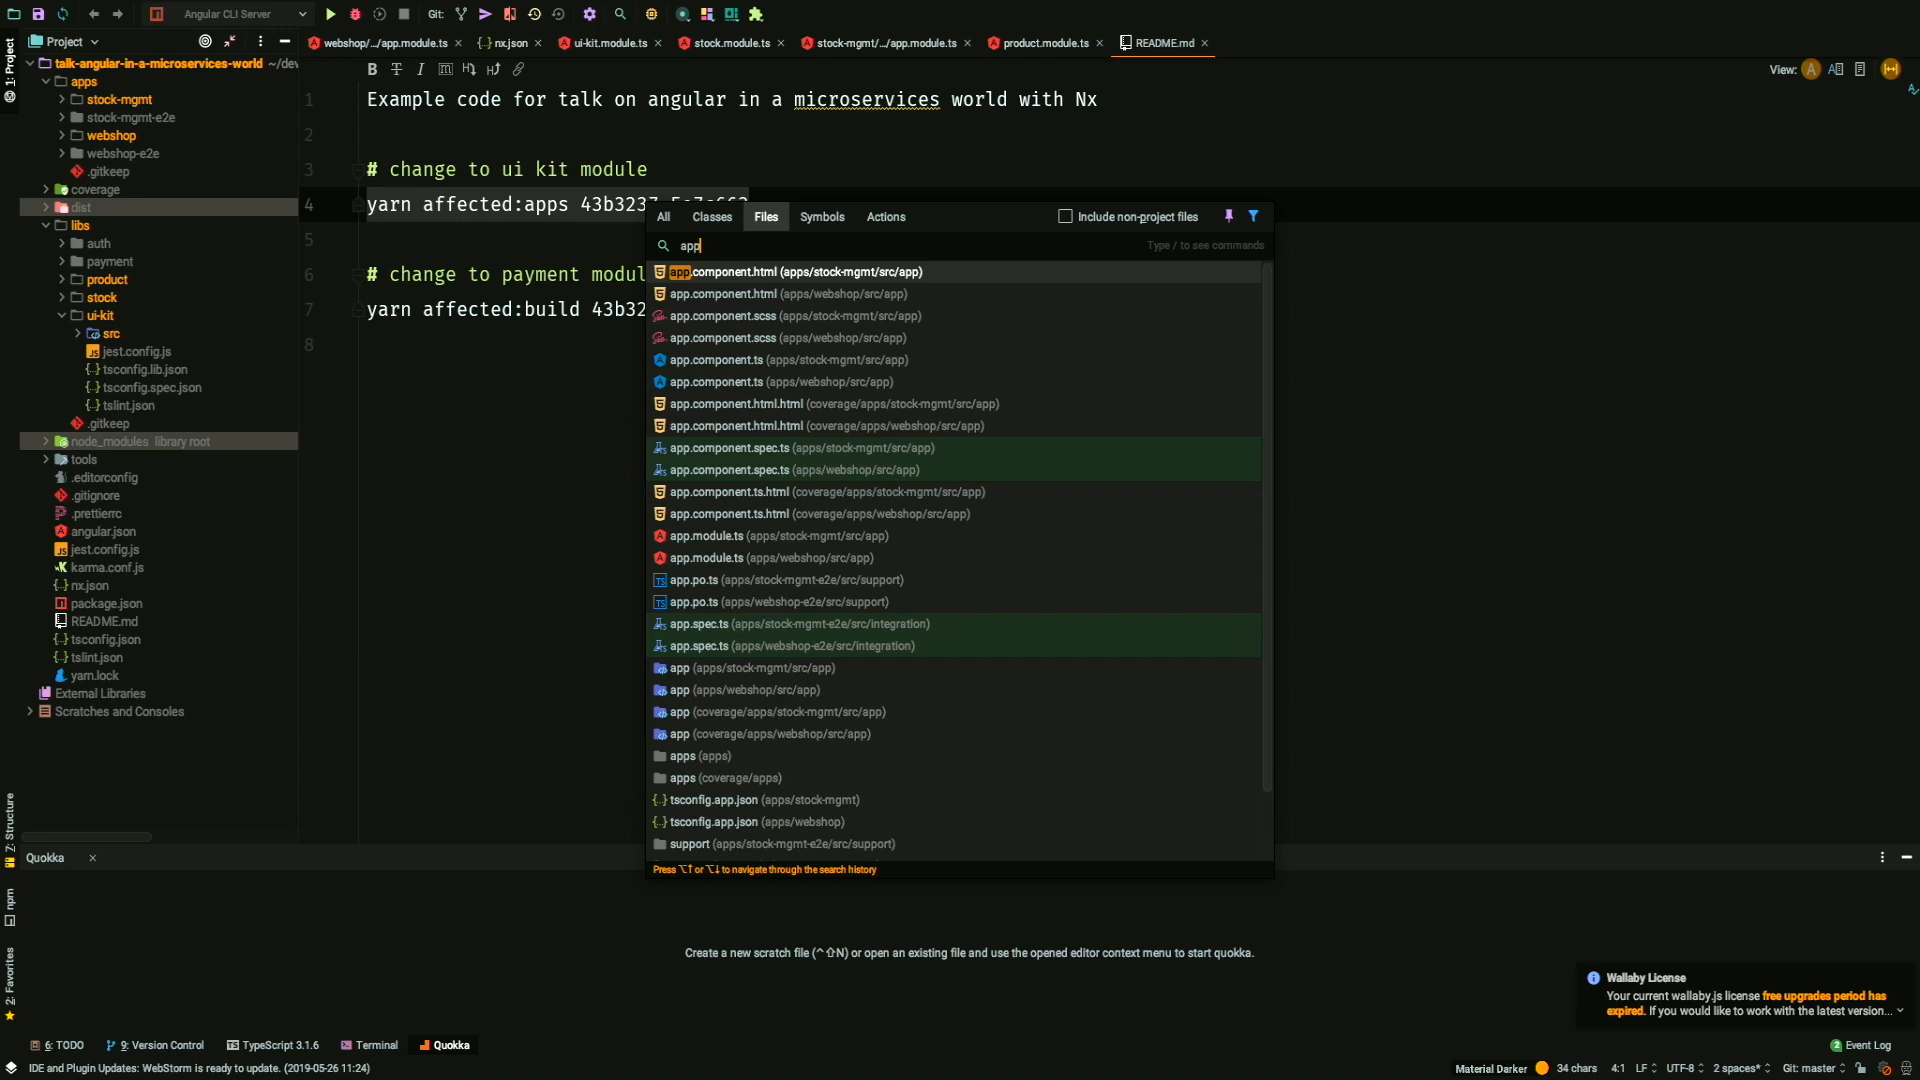 Angular CLI Server
Git:
Project
webshop/.../app.module.ts
nx.json
ui-kit.module.ts
stock.module.ts
stock-mgmt/.../app.module.ts
product.module.ts
README.md
1: Project
talk-angular-in-a-microservices-world ~/dev
apps
stock-mgmt
stock-mgmt-e2e
webshop
webshop-e2e
.gitkeep
coverage
dist
libs
auth
payment
product
stock
ui-kit
src
jest.config.js
tsconfig.lib.json
tsconfig.spec.json
tslint.json
.gitkeep
node_modules library root
tools
.editorconfig
.gitignore
.prettierrc
angular.json
jest.config.js
karma.conf.js
nx.json
package.json
README.md
tsconfig.json
tslint.json
yarn.lock
External Libraries
Scratches and Consoles
View:
1 Example code for talk on angular in a microservices world with Nx
2
3 # change to ui kit module
4 yarn affected:apps 43b3237
5
6 # change to payment modul
7 yarn affected:build 43b32
8
All Classes Files Symbols Actions
Include non-project files
app
Type / to see commands
app.component.html (apps/stock-mgmt/src/app)
app.component.html (apps/webshop/src/app)
app.component.scss (apps/stock-mgmt/src/app)
app.component.scss (apps/webshop/src/app)
app.component.ts (apps/stock-mgmt/src/app)
app.component.ts (apps/webshop/src/app)
app.component.html.html (coverage/apps/stock-mgmt/src/app)
app.component.html.html (coverage/apps/webshop/src/app)
app.component.spec.ts (apps/stock-mgmt/src/app)
app.component.spec.ts (apps/webshop/src/app)
app.component.ts.html (coverage/apps/stock-mgmt/src/app)
app.component.ts.html (coverage/apps/webshop/src/app)
app.module.ts (apps/stock-mgmt/src/app)
app.module.ts (apps/webshop/src/app)
app.po.ts (apps/stock-mgmt-e2e/src/support)
app.po.ts (apps/webshop-e2e/src/support)
app.spec.ts (apps/stock-mgmt-e2e/src/integration)
app.spec.ts (apps/webshop-e2e/src/integration)
app (apps/stock-mgmt/src/app)
app (apps/webshop/src/app)
app (coverage/apps/stock-mgmt/src/app)
app (coverage/apps/webshop/src/app)
apps (apps)
apps (coverage/apps)
tsconfig.app.json (apps/stock-mgmt)
tsconfig.app.json (apps/webshop)
support (apps/stock-mgmt-e2e/src/support)
Press ⌥↑ or ⌥↓ to navigate through the search history
7: Structure
npm
2: Favorites
Quokka
Create a new scratch file (^⇧N) or open an existing file and use the opened editor context menu to start quokka.
Wallaby License
Your current wallaby.js license free upgrades period has
expired. If you would like to work with the latest version...
6: TODO
9: Version Control
TypeScript 3.1.6
Terminal
Quokka
2 Event Log
IDE and Plugin Updates: WebStorm is ready to update. (2019-05-26 11:24)
Material Darker
34 chars
4:1
LF
UTF-8
2 spaces*
Git: master